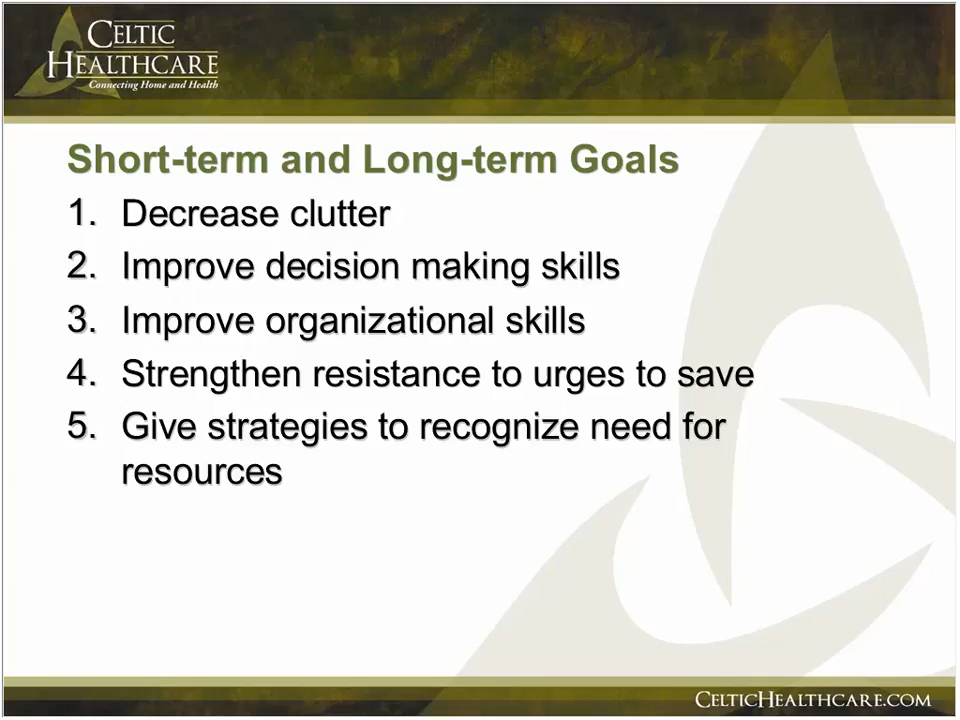 CELTIC
HEALTHCARE
Connecting Home and Health
Short-term and Long-term Goals
1. Decrease clutter
2. Improve decision making skills
3. Improve organizational skills
4. Strengthen resistance to urges to save
5. Give strategies to recognize need for
resources
CELTICHEALTHCARE.COM